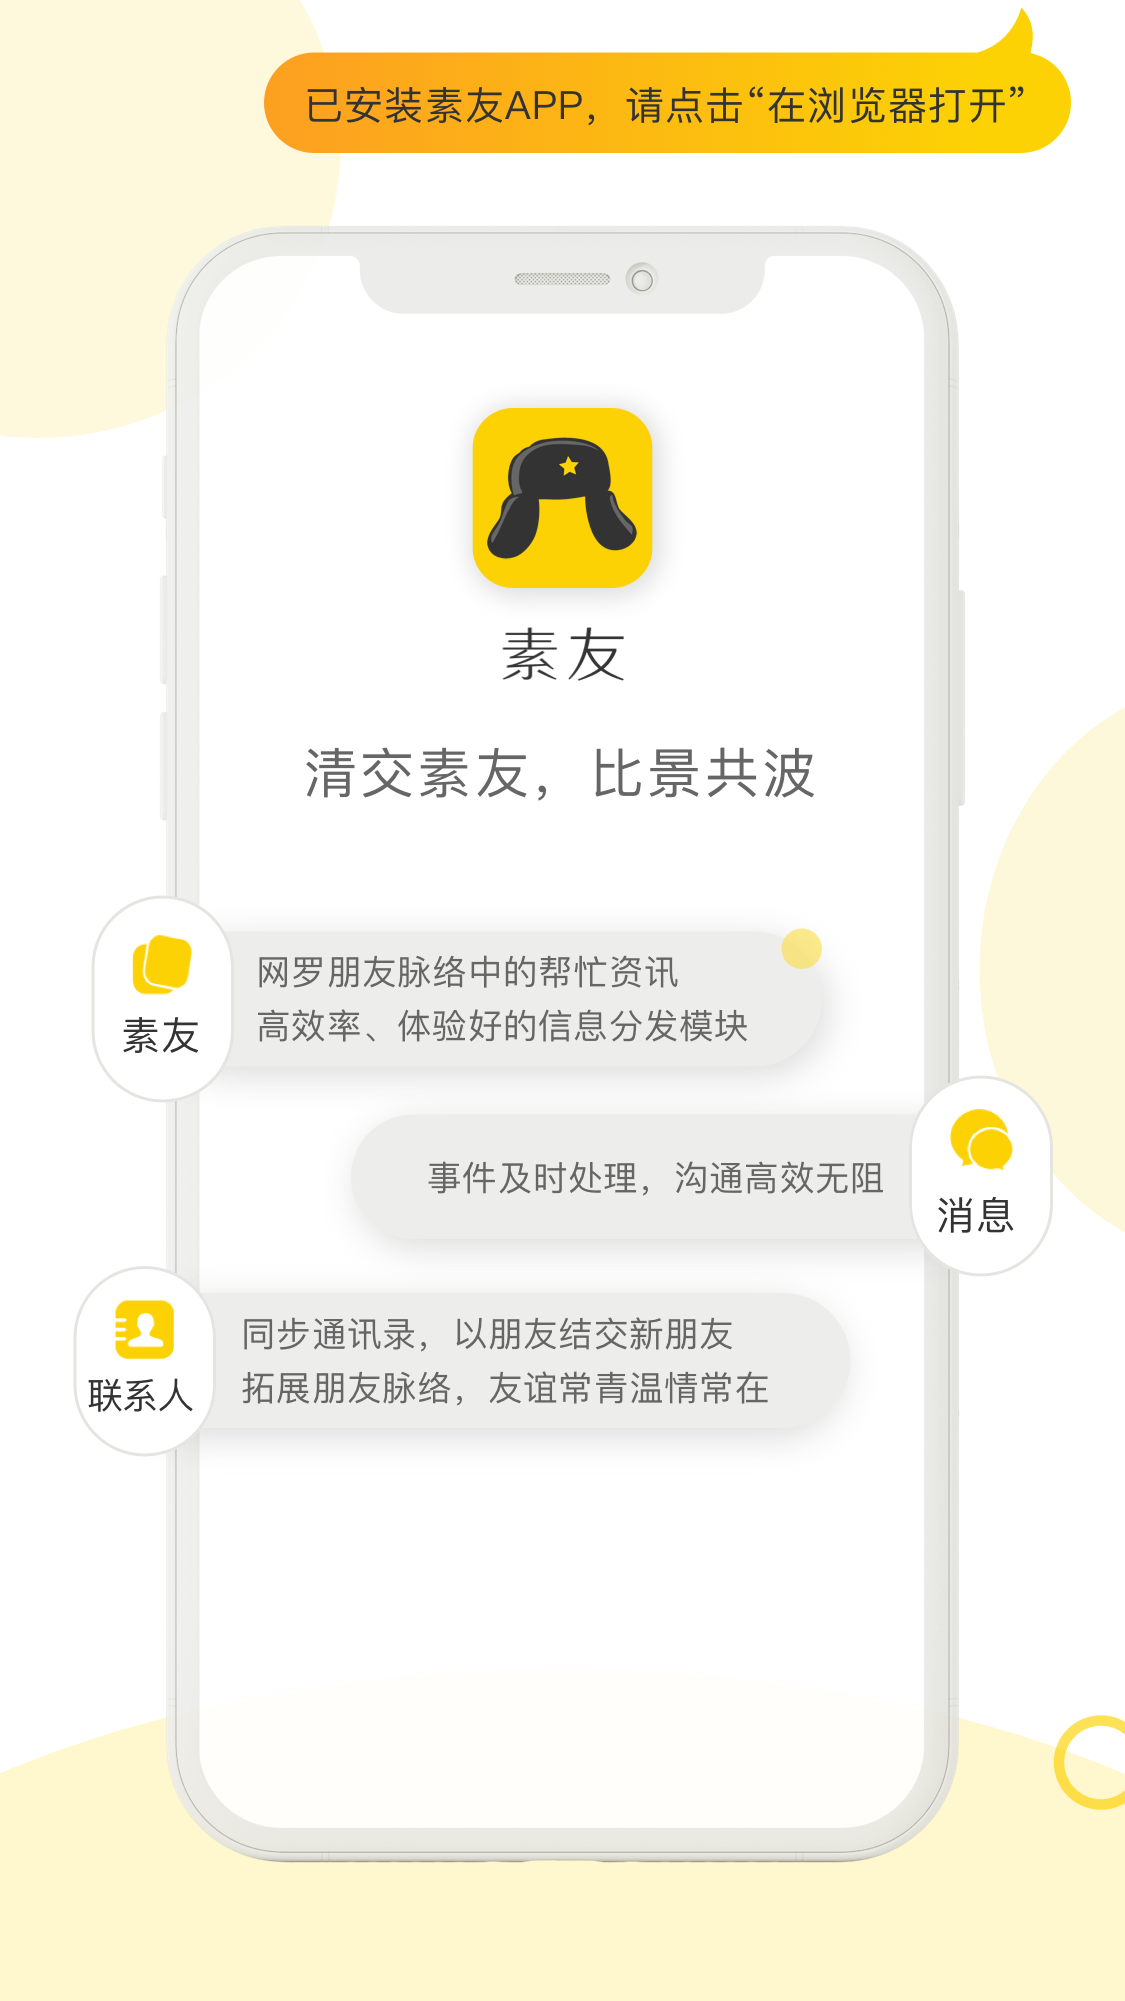 已安装素友APP，请点击“在浏览器打开”
素友
清交素友，比景共波
网罗朋友脉络中的帮忙资讯
高效率、体验好的信息分发模块
素友
事件及时处理，沟通高效无阻
消息
同步通讯录，以朋友结交新朋友
拓展朋友脉络，友谊常青温情常在
联系人